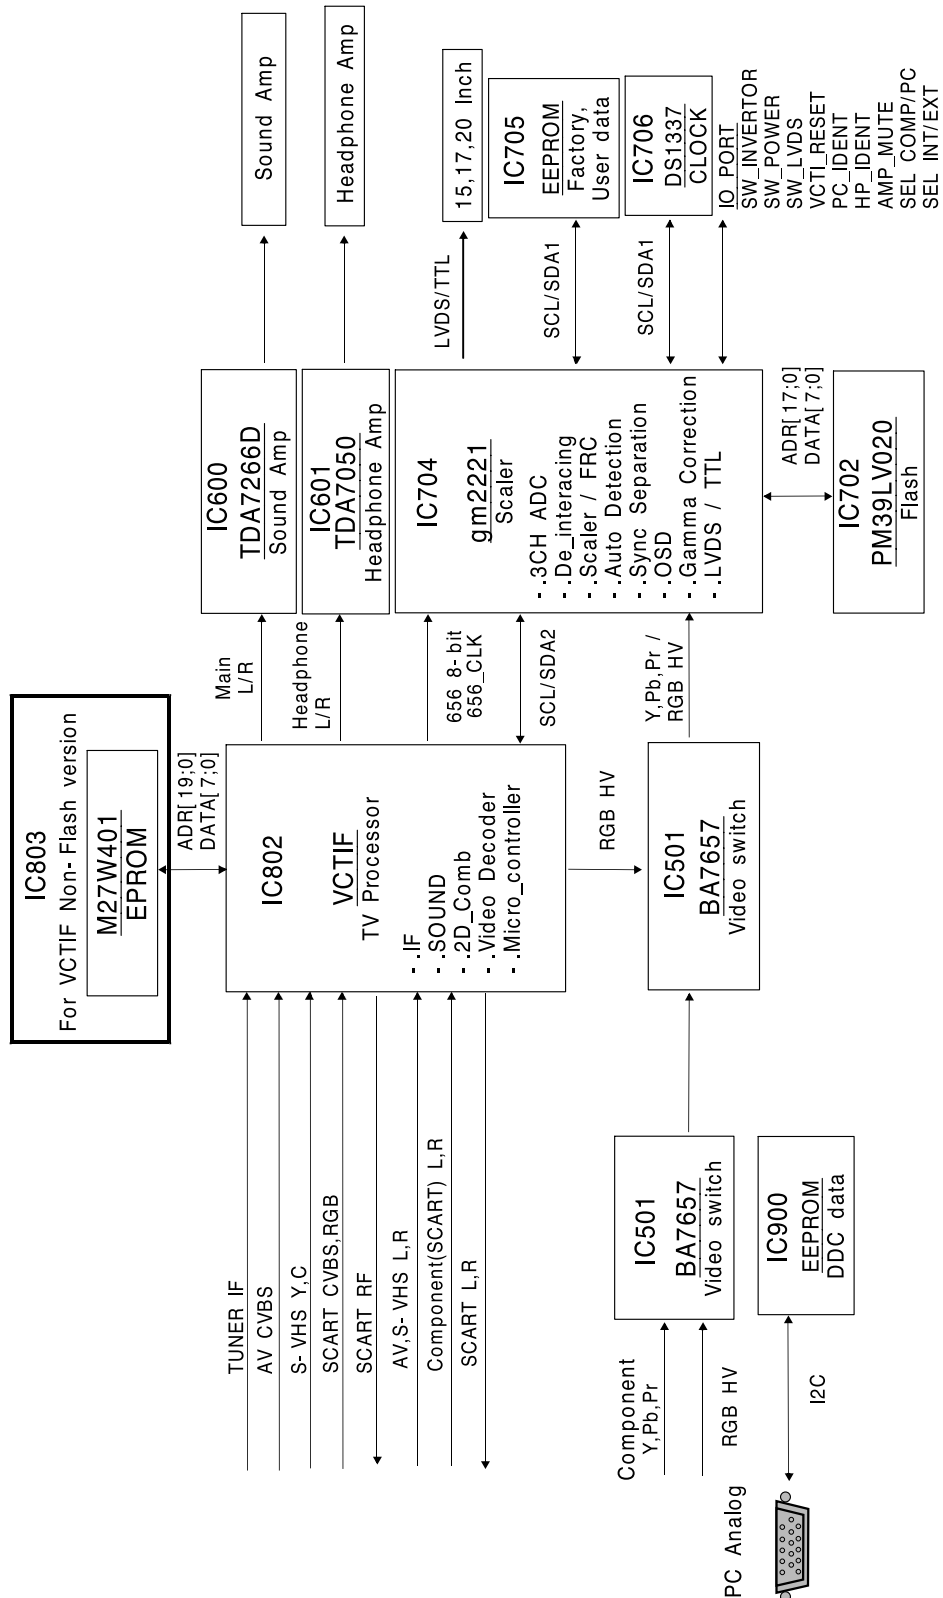 IC803
For VCTIF Non-Flash version
M27W401
EPROM
ADR[19;0]
DATA[7;0]
TUNER IF
AV CVBS
S-VHS Y,C
SCART CVBS,RGB
SCART RF
AV,S-VHS L,R
Component(SCART) L,R
SCART L,R
IC802
VCTIF
TV Processor
-.IF
-.SOUND
-.2D_Comb
-.Video Decoder
-.Micro_controller
Main
L/R
Headphone
L/R
656 8-bit
656_CLK
SCL/SDA2
RGB HV
Y,Pb,Pr /
RGB HV
IC600
TDA7266D
Sound Amp
IC601
TDA7050
Headphone Amp
Sound Amp
Headphone Amp
IC704
gm2221
Scaler
-.3CH ADC
-.De_interacing
-.Scaler / FRC
-.Auto Detection
-.Sync Separation
-.OSD
-.Gamma Correction
-.LVDS / TTL
LVDS/TTL
15,17,20 Inch
SCL/SDA1
IC705
EEPROM
Factory,
User data
SCL/SDA1
IC706
DS1337
CLOCK
IO PORT
SW_INVERTOR
SW_POWER
SW_LVDS
VCTI_RESET
PC_IDENT
HP_IDENT
AMP_MUTE
SEL COMP/PC
SEL INT/EXT
ADR[17;0]
DATA[7;0]
IC702
PM39LV020
Flash
IC501
BA7657
Video switch
IC501
BA7657
Video switch
Component
Y,Pb,Pr
RGB HV
IC900
EEPROM
DDC data
I2C
PC Analog